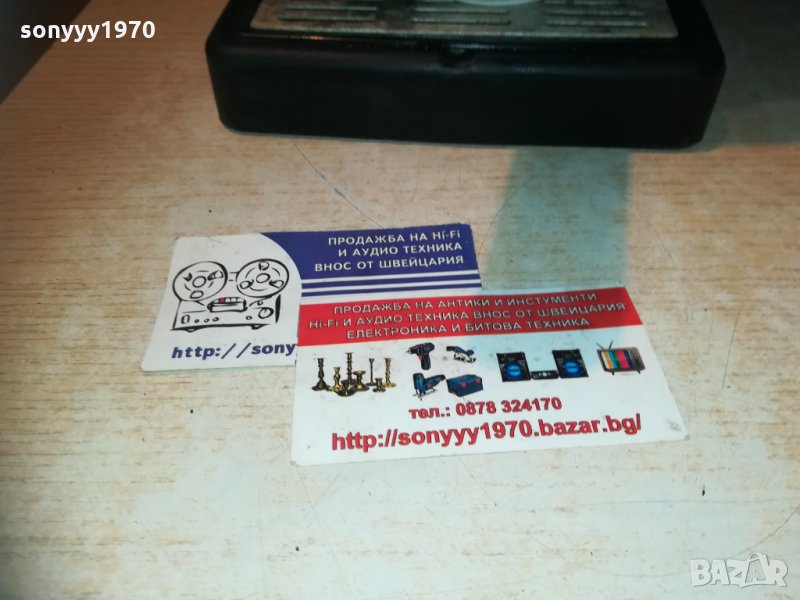 sonyyy1970
ПРОДАЖБА НА Hi-Fi
И АУДИО ТЕХНИКА
ВНОС ОТ ШВЕЙЦАРИЯ
http://sony
ПРОДАЖБА НА АНТИКИ И ИНСТУМЕНТИ
Hi-Fi И АУДИО ТЕХНИКА ВНОС ОТ ШВЕЙЦАРИЯ
ЕЛЕКТРОНИКА И БИТОВА ТЕХНИКА
тел.: 0878 324170
http://sonyyy1970.bazar.bg/
BAZAR